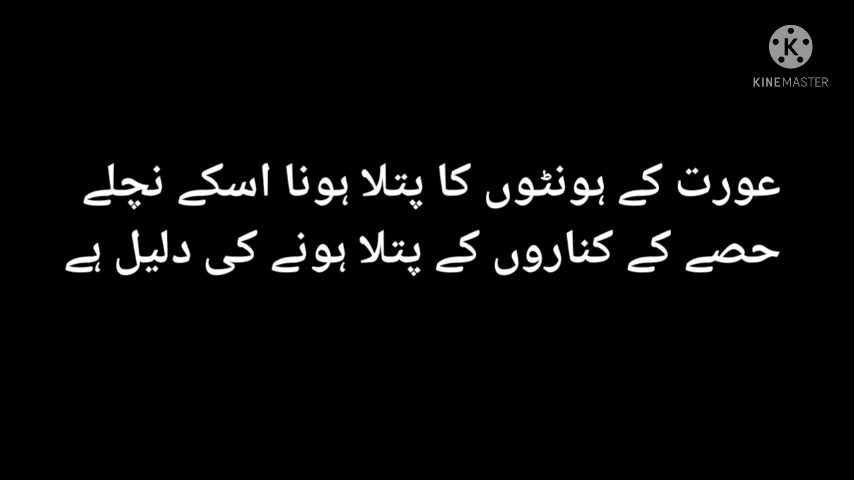 KINEMASTER
عورت کے ہونٹوں کا پتلا ہونا اسکے نچلے
حصے کے کناروں کے پتلا ہونے کی دلیل ہے